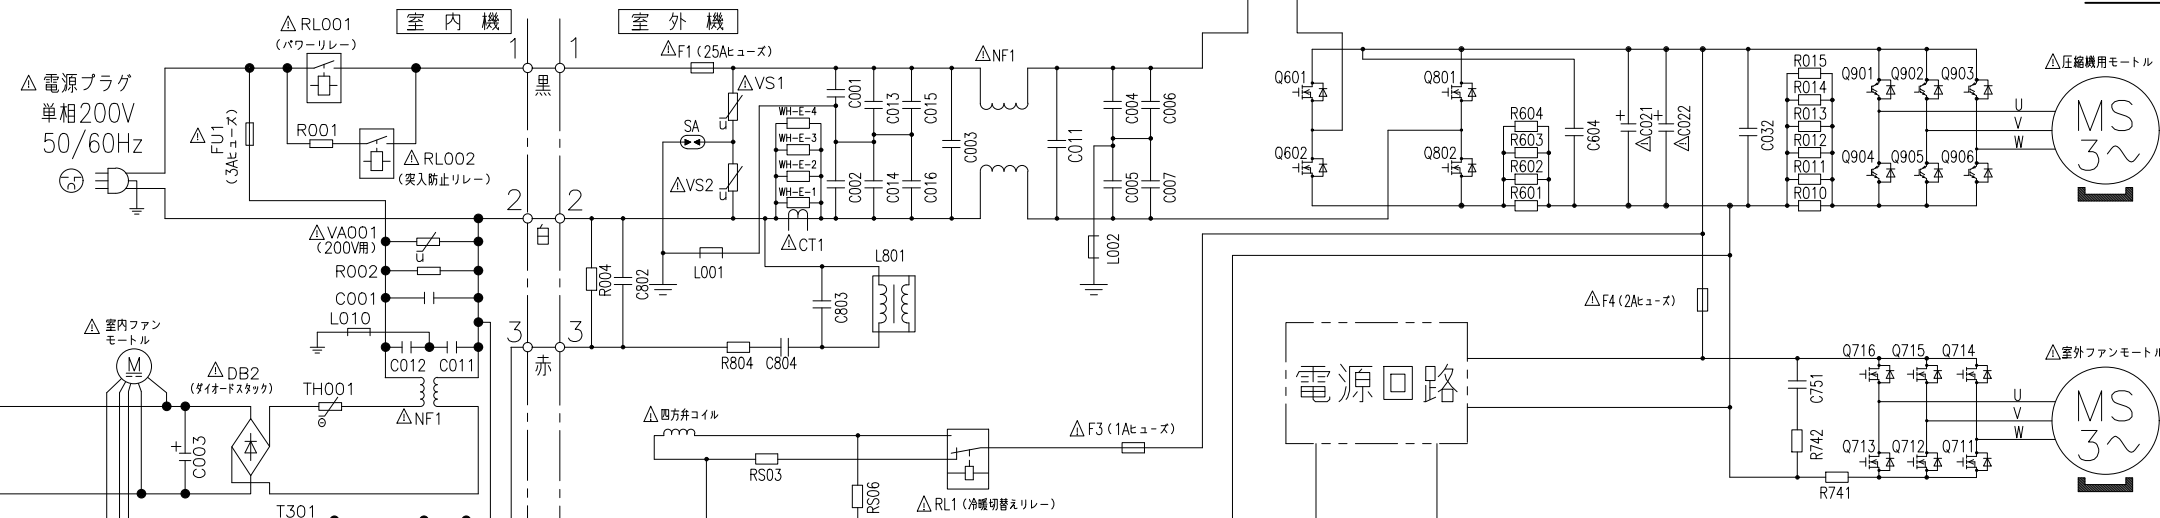 室内機
室外機
⚠RL001
(パワーリレー)
1
1
黒
⚠電源プラグ
単相200V
50/60Hz
⚠FU1
(3Aヒューズ)
R001
⚠RL002
(突入防止リレー)
2
2
白
⚠VA001
(200V用)
u
R002
C001
L010
C012
C011
⚠NF1
3
3
赤
⚠室内ファン
モートル
M
⚠DB2
(ダイオードスタック)
TH001
C003
T301
⚠F1(25Aヒューズ)
⚠VS1
u
SA
⚠VS2
u
WH-E-4
WH-E-3
WH-E-2
WH-E-1
⚠CT1
C001
C002
C013
C014
C015
C016
C003
⚠NF1
C011
C004
C005
C006
C007
L001
L002
R004
C802
C803
L801
R804
C804
⚠四方弁コイル
RS03
RS06
⚠RL1(冷暖切替えリレー)
⚠F3(1Aヒューズ)
Q601
Q602
Q801
Q802
R604
R603
R602
R601
C604
+
⚠C021
+
⚠C022
C032
R015
R014
R013
R012
R011
R010
Q901
Q902
Q903
Q904
Q905
Q906
U
V
W
⚠圧縮機用モートル
MS
3~
⚠F4(2Aヒューズ)
電源回路
C751
R742
R741
Q716
Q715
Q714
Q713
Q712
Q711
U
V
W
⚠室外ファンモートル
MS
3~